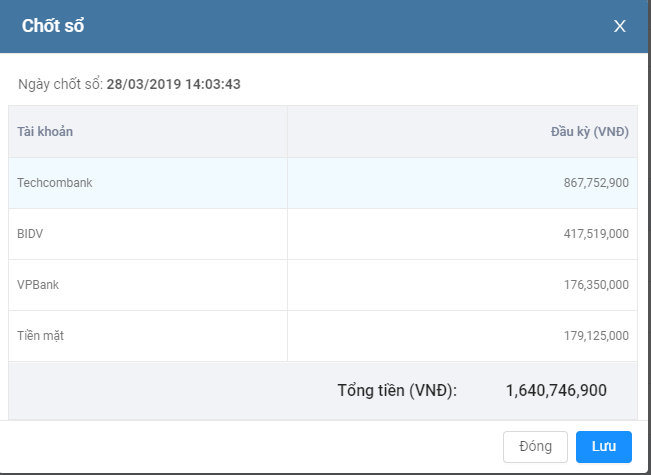 Chốt sổ X
Ngày chốt sổ: 28/03/2019 14:03:43
Tài khoản Đầu kỳ (VNĐ)
Techcombank 867,752,900
BIDV 417,519,000
VPBank 176,350,000
Tiền mặt 179,125,000
Tổng tiền (VNĐ): 1,640,746,900
Đóng Lưu